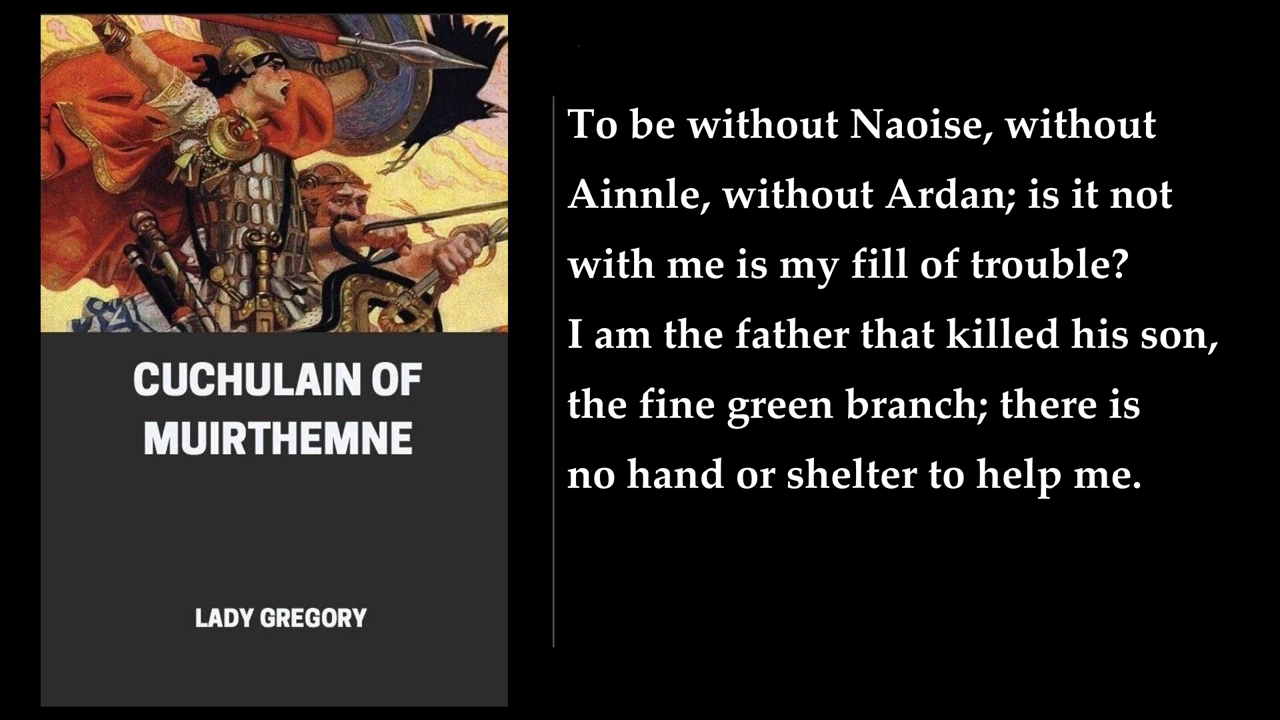 CUCHULAIN OF
MUIRTHEMNE
LADY GREGORY
To be without Naoise, without
Ainnle, without Ardan; is it not
with me is my fill of trouble?
I am the father that killed his son,
the fine green branch; there is
no hand or shelter to help me.